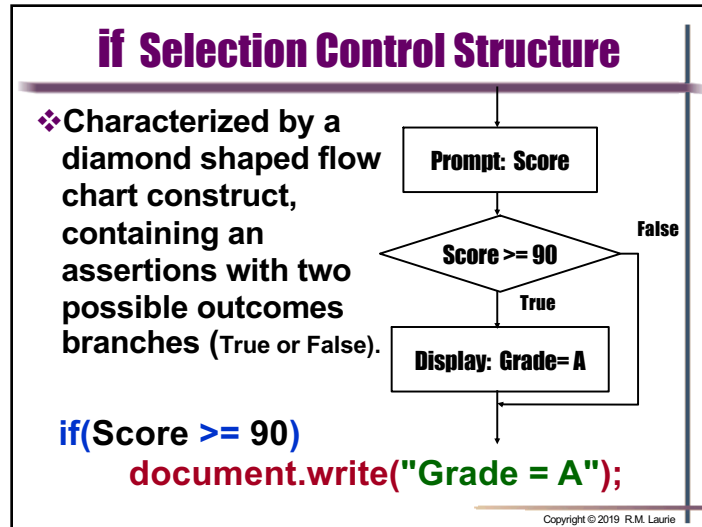 if Selection Control Structure
❖Characterized by a
diamond shaped flow
chart construct,
containing an
assertions with two
possible outcomes
branches (True or False).
Prompt: Score
Score >= 90
False
True
Display: Grade= A
if(Score >= 90)
document.write("Grade = A");
Copyright © 2019 R.M. Laurie